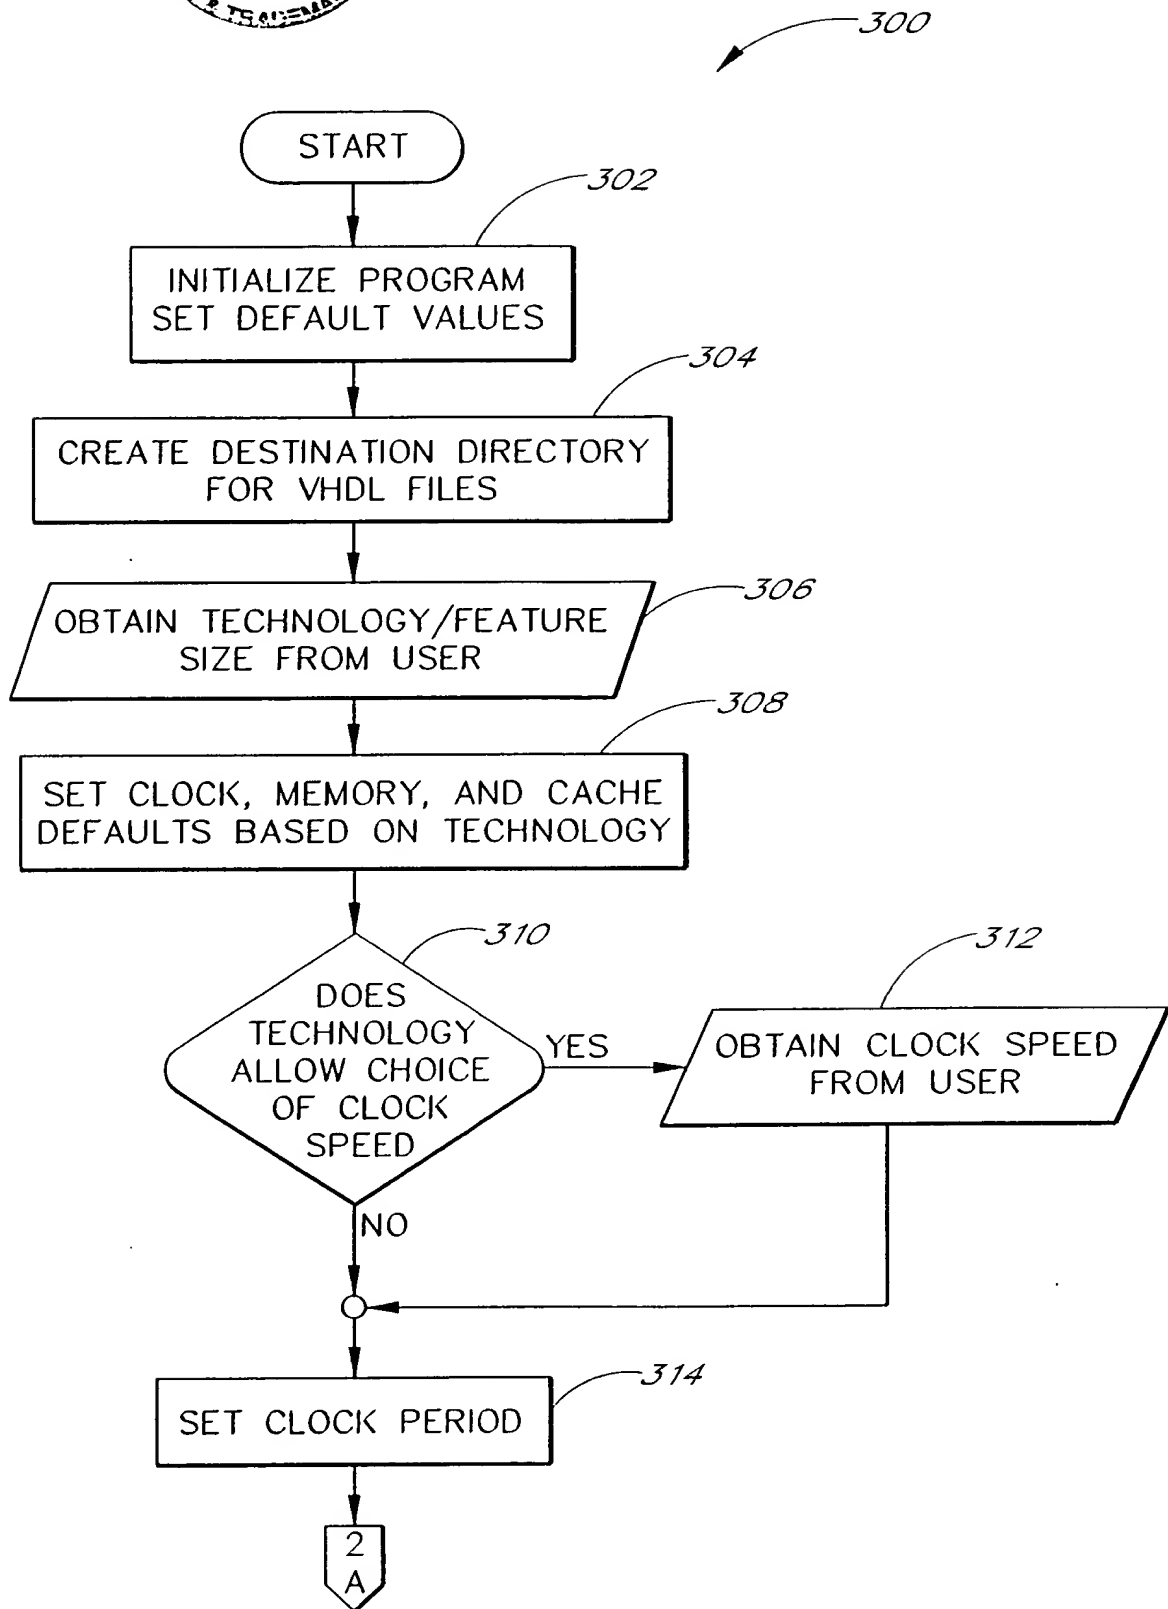 & TRADEMA
300
START
302
INITIALIZE PROGRAM
SET DEFAULT VALUES
304
CREATE DESTINATION DIRECTORY
FOR VHDL FILES
306
OBTAIN TECHNOLOGY/FEATURE
SIZE FROM USER
308
SET CLOCK, MEMORY, AND CACHE
DEFAULTS BASED ON TECHNOLOGY
310
DOES
TECHNOLOGY
ALLOW CHOICE
OF CLOCK
SPEED
YES
312
OBTAIN CLOCK SPEED
FROM USER
NO
314
SET CLOCK PERIOD
2
A